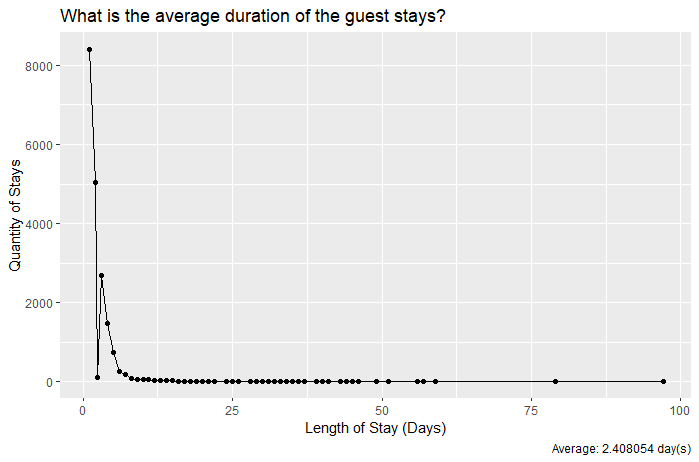 What is the average duration of the guest stays?
8000
6000
4000
2000
0
Quantity of Stays
0 25 50 75 100
Length of Stay (Days)
Average: 2.408054 day(s)